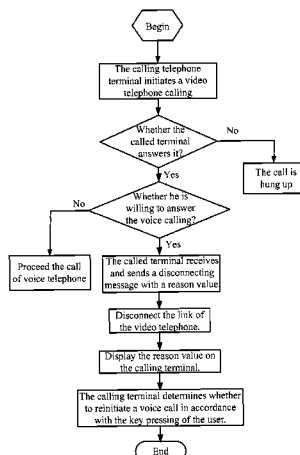 Begin
The calling telephone
terminal initiates a video
telephone calling
Whether the
called terminal
answers it?
No
The call is
hung up
Yes
Whether he is
willing to answer
the voice calling?
No
Yes
Proceed the call
of voice telephone
The called terminal receives
and sends a disconnecting
message with a reason value
Disconnect the link of
the video telephone.
Display the reason value on
the calling terminal.
The calling terminal determines whether
to reinitiate a voice call in accordance
with the key pressing of the user.
End